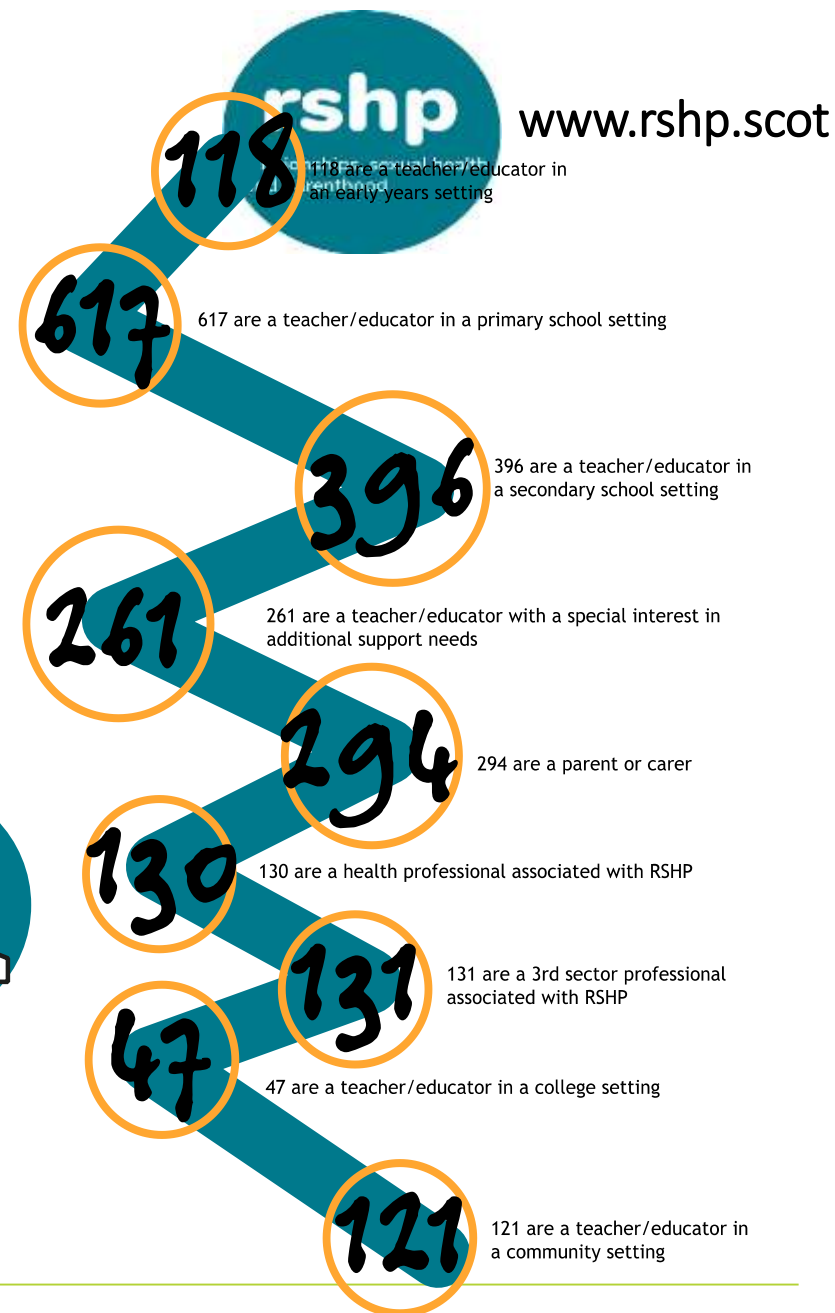 rshp
www.rshp.scot
118
118 are a teacher/educator in
an early years setting
617
617 are a teacher/educator in a primary school setting
396
396 are a teacher/educator in
a secondary school setting
261
261 are a teacher/educator with a special interest in
additional support needs
294
294 are a parent or carer
130
130 are a health professional associated with RSHP
131
131 are a 3rd sector professional
associated with RSHP
47
47 are a teacher/educator in a college setting
121
121 are a teacher/educator in
a community setting